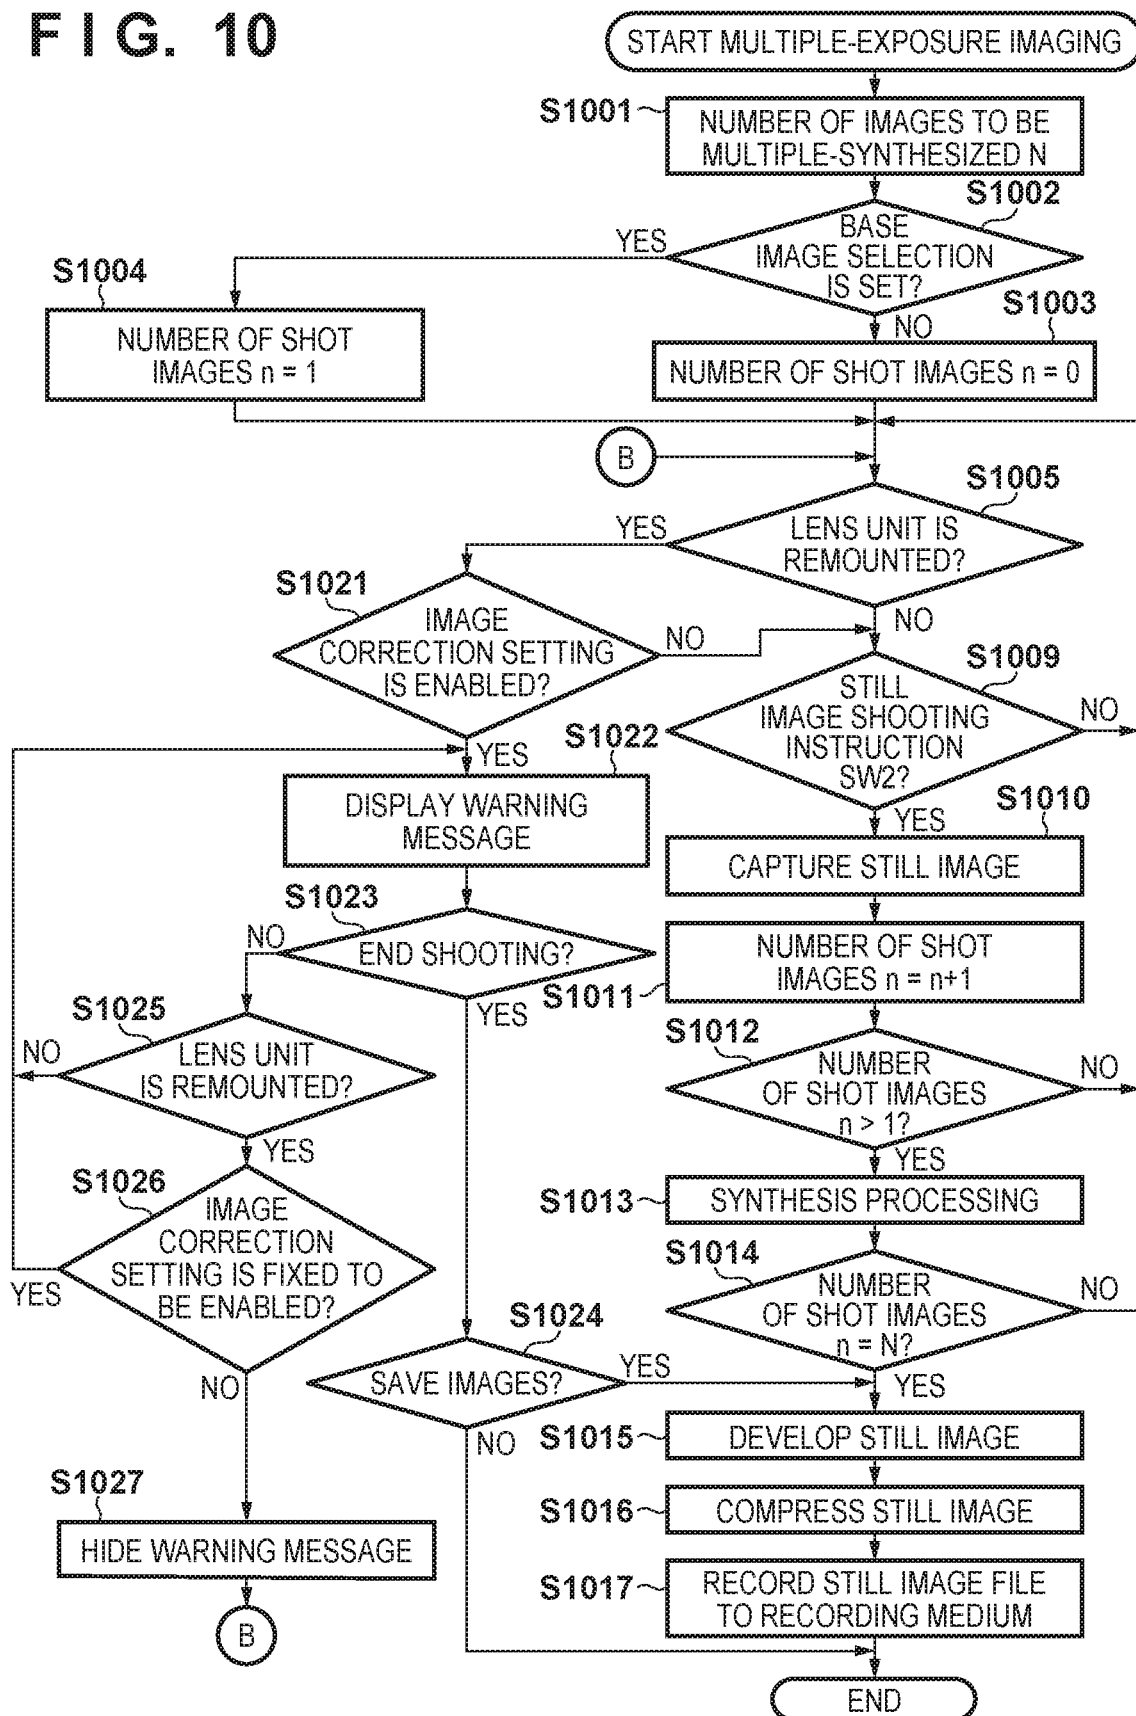 FIG. 10
START MULTIPLE-EXPOSURE IMAGING
S1001
NUMBER OF IMAGES TO BE
MULTIPLE-SYNTHESIZED N
S1002
BASE
IMAGE SELECTION
IS SET?
YES
NO
S1004
NUMBER OF SHOT
IMAGES n = 1
S1003
NUMBER OF SHOT IMAGES n = 0
B
S1005
LENS UNIT IS
REMOUNTED?
YES
NO
S1021
IMAGE
CORRECTION SETTING
IS ENABLED?
NO
YES
S1009
STILL
IMAGE SHOOTING
INSTRUCTION
SW2?
NO
YES
S1022
DISPLAY WARNING
MESSAGE
S1010
CAPTURE STILL IMAGE
S1023
END SHOOTING?
NO
YES
S1011
NUMBER OF SHOT
IMAGES n = n+1
S1025
LENS UNIT
IS REMOUNTED?
NO
YES
S1012
NUMBER
OF SHOT IMAGES
n > 1?
NO
YES
S1026
IMAGE
CORRECTION
SETTING IS FIXED TO
BE ENABLED?
YES
NO
S1013
SYNTHESIS PROCESSING
S1014
NUMBER
OF SHOT IMAGES
n = N?
NO
YES
S1024
SAVE IMAGES?
YES
NO
S1015
DEVELOP STILL IMAGE
S1016
COMPRESS STILL IMAGE
S1027
HIDE WARNING MESSAGE
B
S1017
RECORD STILL IMAGE FILE
TO RECORDING MEDIUM
END